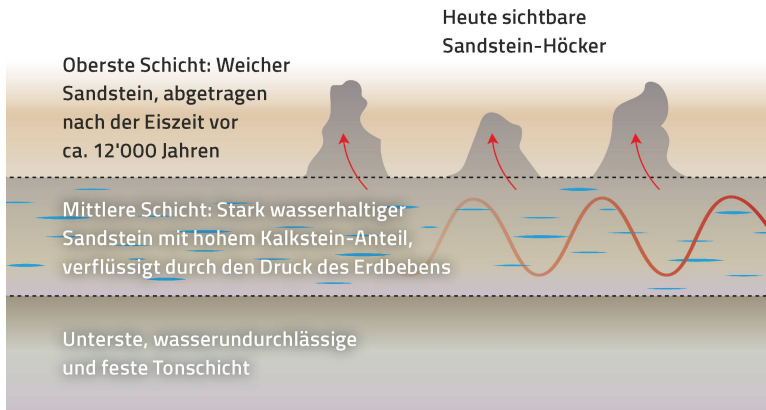 Heute sichtbare
Sandstein-Höcker
Oberste Schicht: Weicher
Sandstein, abgetragen
nach der Eiszeit vor
ca. 12'000 Jahren
Mittlere Schicht: Stark wasserhaltiger
Sandstein mit hohem Kalkstein-Anteil,
verflüssigt durch den Druck des Erdbebens
Unterste, wasserundurchlässige
und feste Tonschicht